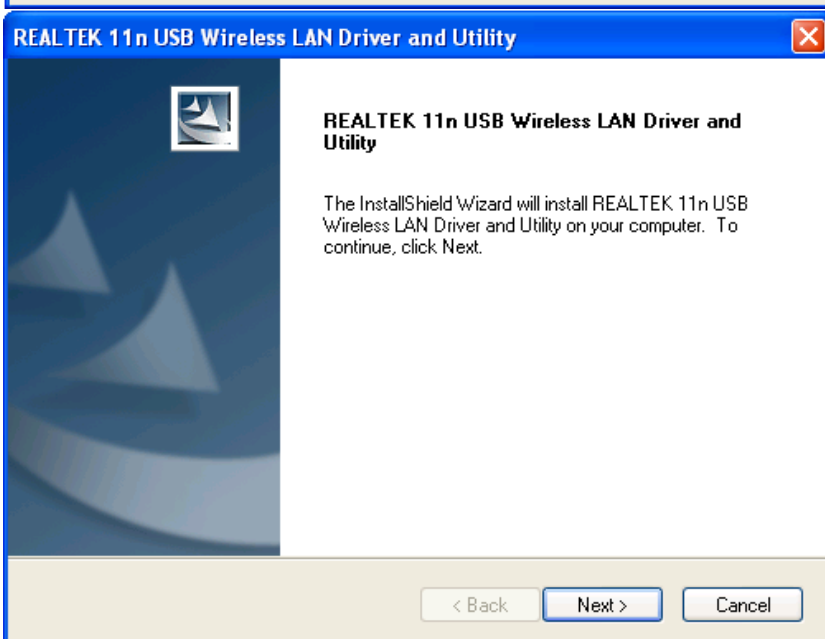 REALTEK 11n USB Wireless LAN Driver and Utility
REALTEK 11n USB Wireless LAN Driver and
Utility
The InstallShield Wizard will install REALTEK 11n USB
Wireless LAN Driver and Utility on your computer. To
continue, click Next.
< Back
Next >
Cancel